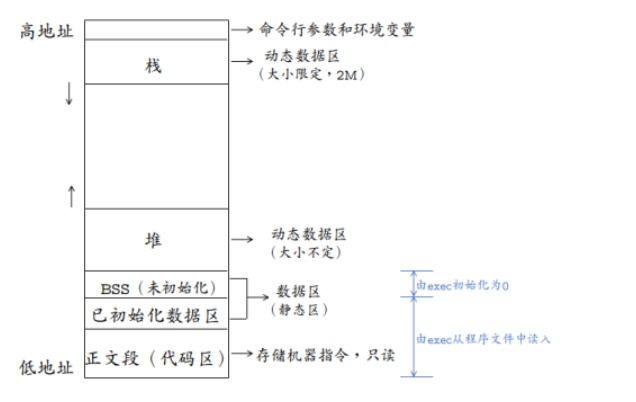 高地址
命令行参数和环境变量
栈
动态数据区
（大小限定，2M）
堆
动态数据区
（大小不定）
BSS（未初始化）
数据区
（静态区）
由exec初始化为0
已初始化数据区
由exec从程序文件中读入
低地址
正文段（代码区）
存储机器指令，只读